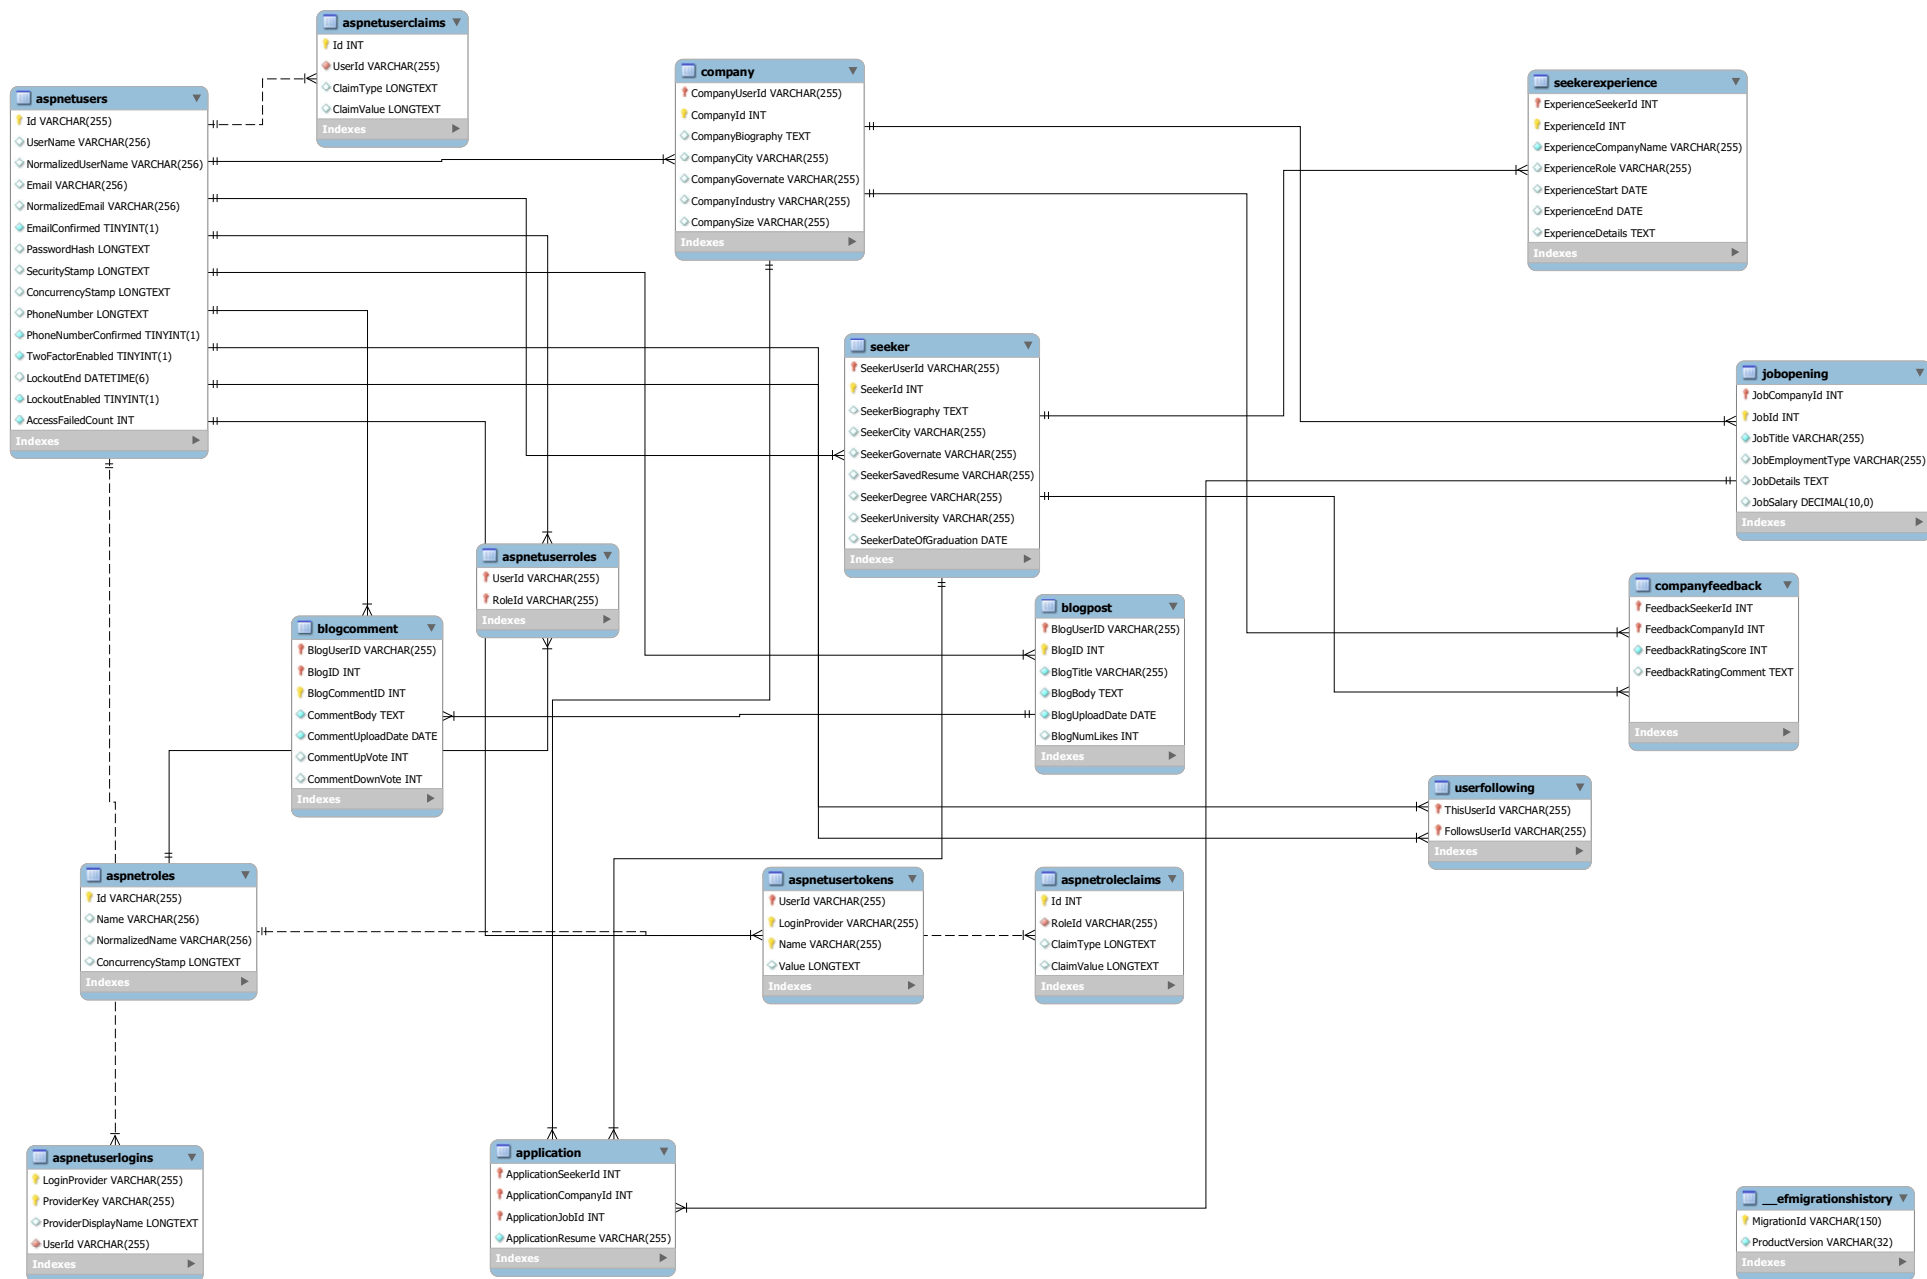 aspnetuserclaims
Id INT
UserId VARCHAR(255)
ClaimType LONGTEXT
ClaimValue LONGTEXT
Indexes
aspnetusers
Id VARCHAR(255)
UserName VARCHAR(256)
NormalizedUserName VARCHAR(256)
Email VARCHAR(256)
NormalizedEmail VARCHAR(256)
EmailConfirmed TINYINT(1)
PasswordHash LONGTEXT
SecurityStamp LONGTEXT
ConcurrencyStamp LONGTEXT
PhoneNumber LONGTEXT
PhoneNumberConfirmed TINYINT(1)
TwoFactorEnabled TINYINT(1)
LockoutEnd DATETIME(6)
LockoutEnabled TINYINT(1)
AccessFailedCount INT
Indexes
company
CompanyUserId VARCHAR(255)
CompanyId INT
CompanyBiography TEXT
CompanyCity VARCHAR(255)
CompanyGovernate VARCHAR(255)
CompanyIndustry VARCHAR(255)
CompanySize VARCHAR(255)
Indexes
seekerexperience
ExperienceSeekerId INT
ExperienceId INT
ExperienceCompanyName VARCHAR(255)
ExperienceRole VARCHAR(255)
ExperienceStart DATE
ExperienceEnd DATE
ExperienceDetails TEXT
Indexes
seeker
SeekerUserId VARCHAR(255)
SeekerId INT
SeekerBiography TEXT
SeekerCity VARCHAR(255)
SeekerGovernate VARCHAR(255)
SeekerSavedResume VARCHAR(255)
SeekerDegree VARCHAR(255)
SeekerUniversity VARCHAR(255)
SeekerDateOfGraduation DATE
Indexes
jobopening
JobCompanyId INT
JobId INT
JobTitle VARCHAR(255)
JobEmploymentType VARCHAR(255)
JobDetails TEXT
JobSalary DECIMAL(10,0)
Indexes
aspnetuserroles
UserId VARCHAR(255)
RoleId VARCHAR(255)
Indexes
blogcomment
BlogUserID VARCHAR(255)
BlogID INT
BlogCommentID INT
CommentBody TEXT
CommentUploadDate DATE
CommentUpVote INT
CommentDownVote INT
Indexes
blogpost
BlogUserID VARCHAR(255)
BlogID INT
BlogTitle VARCHAR(255)
BlogBody TEXT
BlogUploadDate DATE
BlogNumLikes INT
Indexes
companyfeedback
FeedbackSeekerId INT
FeedbackCompanyId INT
FeedbackRatingScore INT
FeedbackRatingComment TEXT
Indexes
userfollowing
ThisUserId VARCHAR(255)
FollowsUserId VARCHAR(255)
Indexes
aspnetroles
Id VARCHAR(255)
Name VARCHAR(256)
NormalizedName VARCHAR(256)
ConcurrencyStamp LONGTEXT
Indexes
aspnetusertokens
UserId VARCHAR(255)
LoginProvider VARCHAR(255)
Name VARCHAR(255)
Value LONGTEXT
Indexes
aspnetroleclaims
Id INT
RoleId VARCHAR(255)
ClaimType LONGTEXT
ClaimValue LONGTEXT
Indexes
aspnetuserlogins
LoginProvider VARCHAR(255)
ProviderKey VARCHAR(255)
ProviderDisplayName LONGTEXT
UserId VARCHAR(255)
Indexes
application
ApplicationSeekerId INT
ApplicationCompanyId INT
ApplicationJobId INT
ApplicationResume VARCHAR(255)
Indexes
__efmigrationshistory
MigrationId VARCHAR(150)
ProductVersion VARCHAR(32)
Indexes